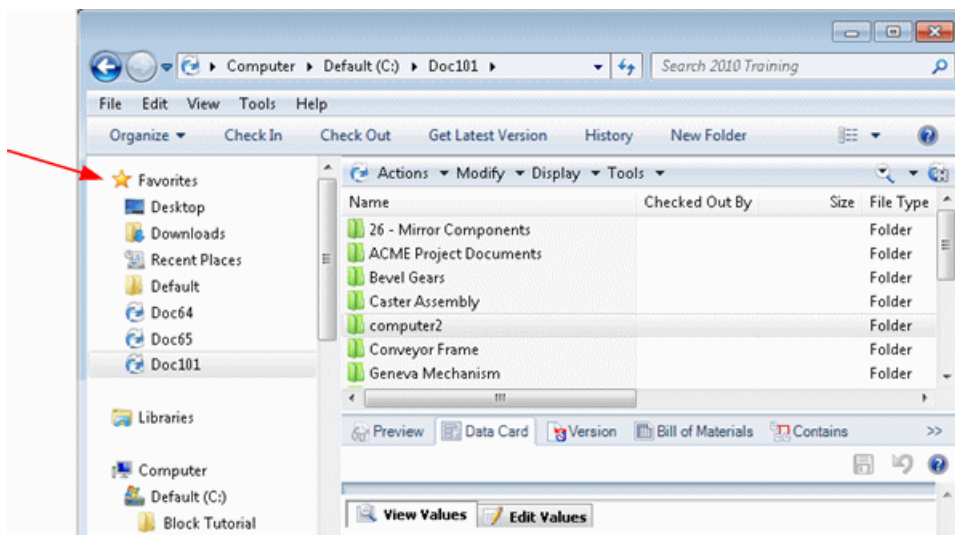 Computer Default (C:) Doc101 Search 2010 Training
File Edit View Tools Help
Organize Check In Check Out Get Latest Version History New Folder
Favorites
Desktop
Downloads
Recent Places
Default
Doc64
Doc65
Doc101
Libraries
Computer
Default (C:)
Block Tutorial
Actions Modify Display Tools
Name Checked Out By Size File Type
26 - Mirror Components Folder
ACME Project Documents Folder
Bevel Gears Folder
Caster Assembly Folder
computer2 Folder
Conveyor Frame Folder
Geneva Mechanism Folder
Preview Data Card Version Bill of Materials Contains >>
View Values Edit Values